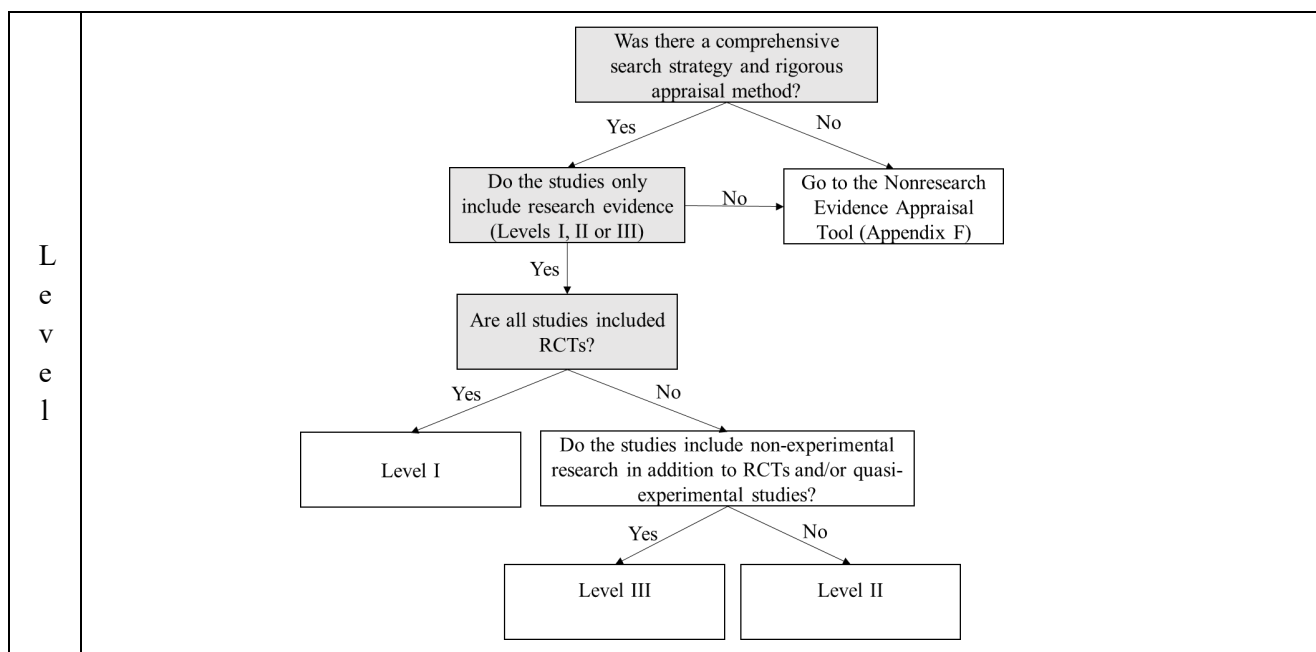 Was there a comprehensive
search strategy and rigorous
appraisal method?
Yes
No
Do the studies only
include research evidence
(Levels I, II or III)
No
Go to the Nonresearch
Evidence Appraisal
Tool (Appendix F)
L
e
v
e
l
Yes
Are all studies included
RCTs?
Yes
No
Level I
Do the studies include non-experimental
research in addition to RCTs and/or quasi-
experimental studies?
Yes
No
Level III
Level II